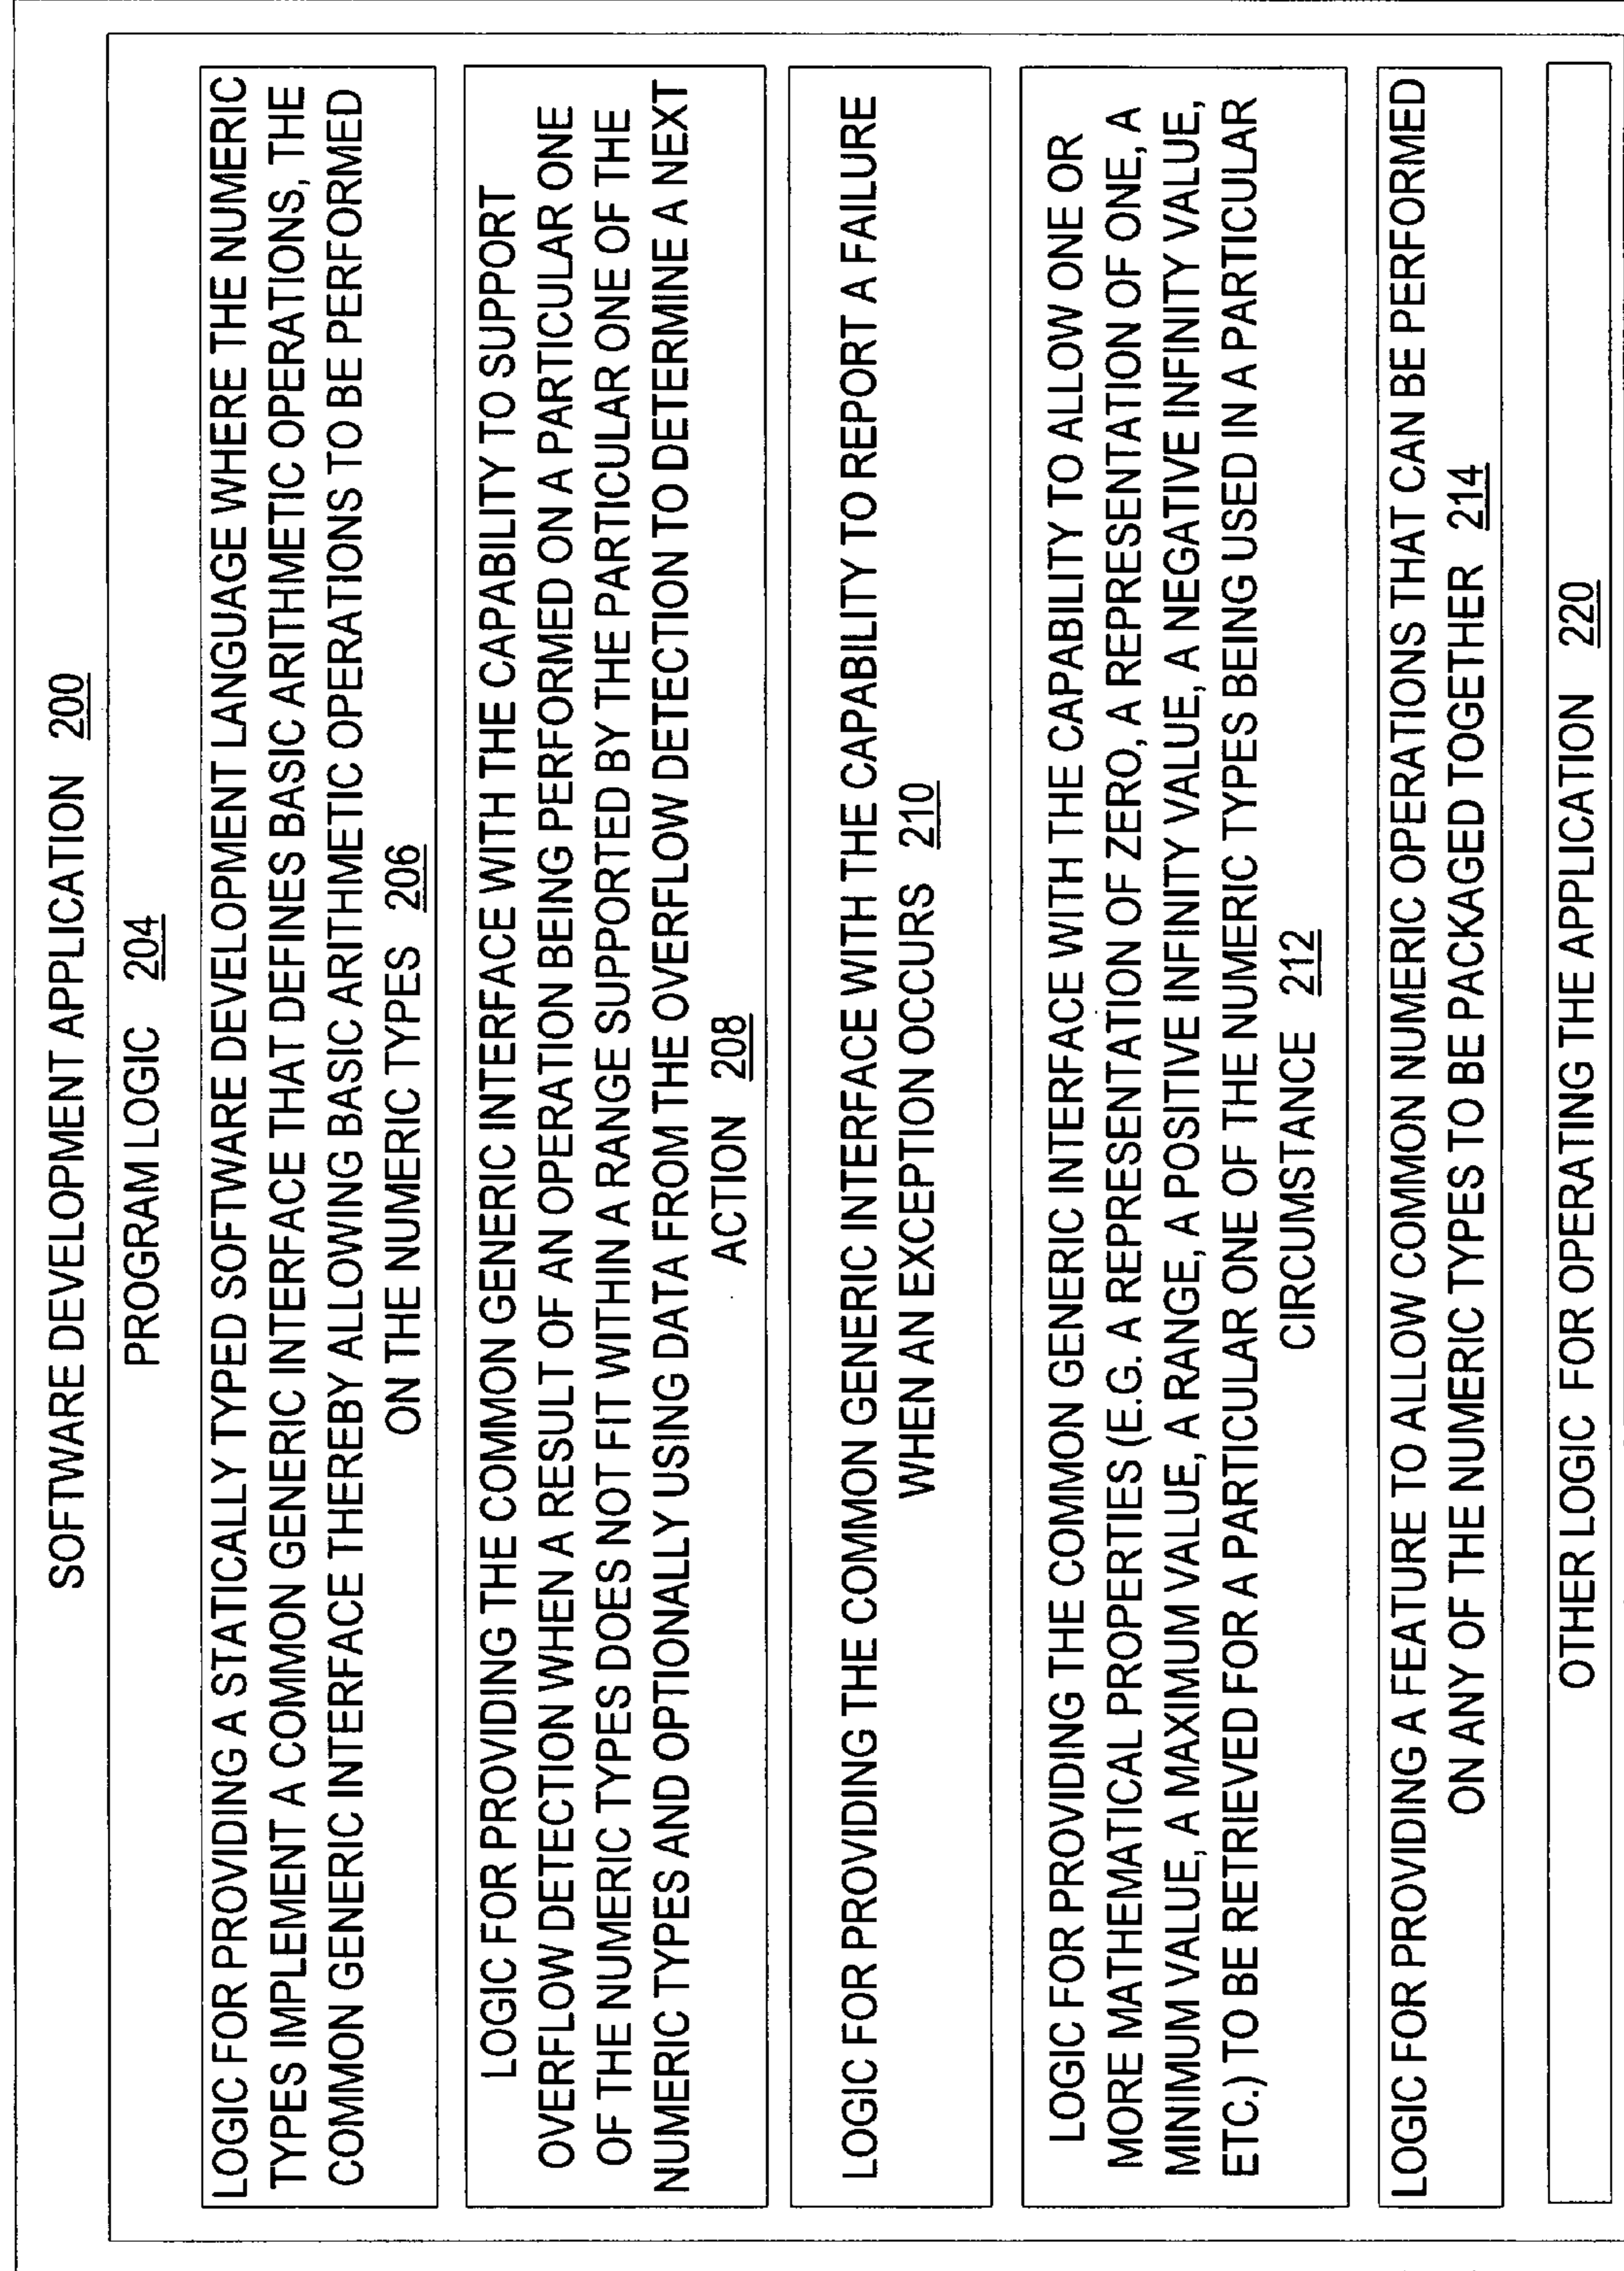 SOFTWARE DEVELOPMENT APPLICATION 200
PROGRAM LOGIC 204
LOGIC FOR PROVIDING A STATICALLY TYPED SOFTWARE DEVELOPMENT LANGUAGE WHERE THE NUMERIC
TYPES IMPLEMENT A COMMON GENERIC INTERFACE THAT DEFINES BASIC ARITHMETIC OPERATIONS, THE
COMMON GENERIC INTERFACE THEREBY ALLOWING BASIC ARITHMETIC OPERATIONS TO BE PERFORMED
ON THE NUMERIC TYPES 206
LOGIC FOR PROVIDING THE COMMON GENERIC INTERFACE WITH THE CAPABILITY TO SUPPORT
OVERFLOW DETECTION WHEN A RESULT OF AN OPERATION BEING PERFORMED ON A PARTICULAR ONE
OF THE NUMERIC TYPES DOES NOT FIT WITHIN A RANGE SUPPORTED BY THE PARTICULAR ONE OF THE
NUMERIC TYPES AND OPTIONALLY USING DATA FROM THE OVERFLOW DETECTION TO DETERMINE A NEXT
ACTION 208
LOGIC FOR PROVIDING THE COMMON GENERIC INTERFACE WITH THE CAPABILITY TO REPORT A FAILURE
WHEN AN EXCEPTION OCCURS 210
LOGIC FOR PROVIDING THE COMMON GENERIC INTERFACE WITH THE CAPABILITY TO ALLOW ONE OR
MORE MATHEMATICAL PROPERTIES (E.G. A REPRESENTATION OF ZERO, A REPRESENTATION OF ONE, A
MINIMUM VALUE, A MAXIMUM VALUE, A RANGE, A POSITIVE INFINITY VALUE, A NEGATIVE INFINITY VALUE,
ETC.) TO BE RETRIEVED FOR A PARTICULAR ONE OF THE NUMERIC TYPES BEING USED IN A PARTICULAR
CIRCUMSTANCE 212
LOGIC FOR PROVIDING A FEATURE TO ALLOW COMMON NUMERIC OPERATIONS THAT CAN BE PERFORMED
ON ANY OF THE NUMERIC TYPES TO BE PACKAGED TOGETHER 214
OTHER LOGIC FOR OPERATING THE APPLICATION 220